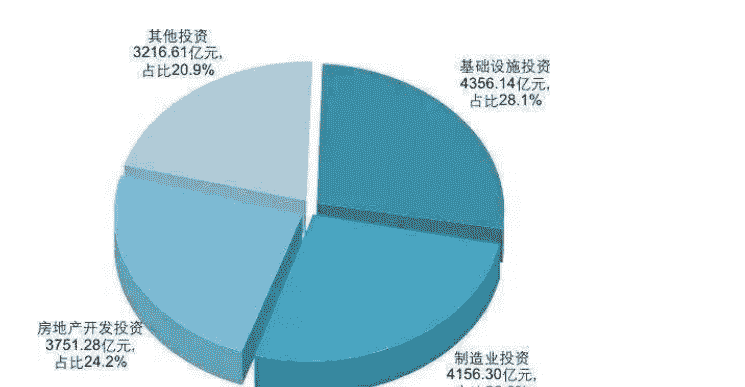 其他投资
3216.61亿元,
占比20.9%
基础设施投资
4356.14亿元,
占比28.1%
房地产开发投资
3751.28亿元,
占比24.2%
制造业投资
4156.30亿元,